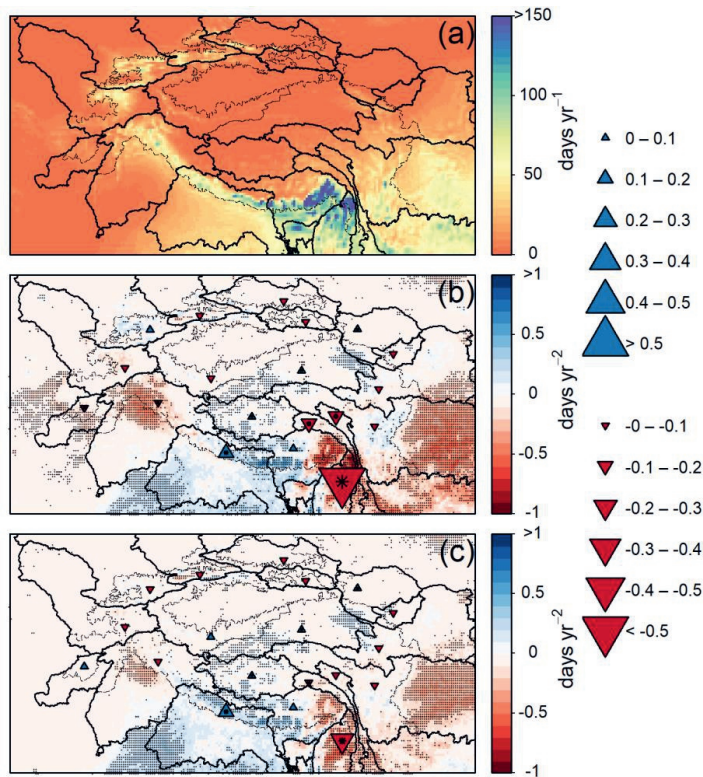 (a)
>150
100
50
0
days yr⁻¹
(b)
>1
0.5
0
-0.5
-1
days yr⁻²
(c)
>1
0.5
0
-0.5
-1
days yr⁻²
0 – 0.1
0.1 – 0.2
0.2 – 0.3
0.3 – 0.4
0.4 – 0.5
> 0.5
-0 – -0.1
-0.1 – -0.2
-0.2 – -0.3
-0.3 – -0.4
-0.4 – -0.5
< -0.5